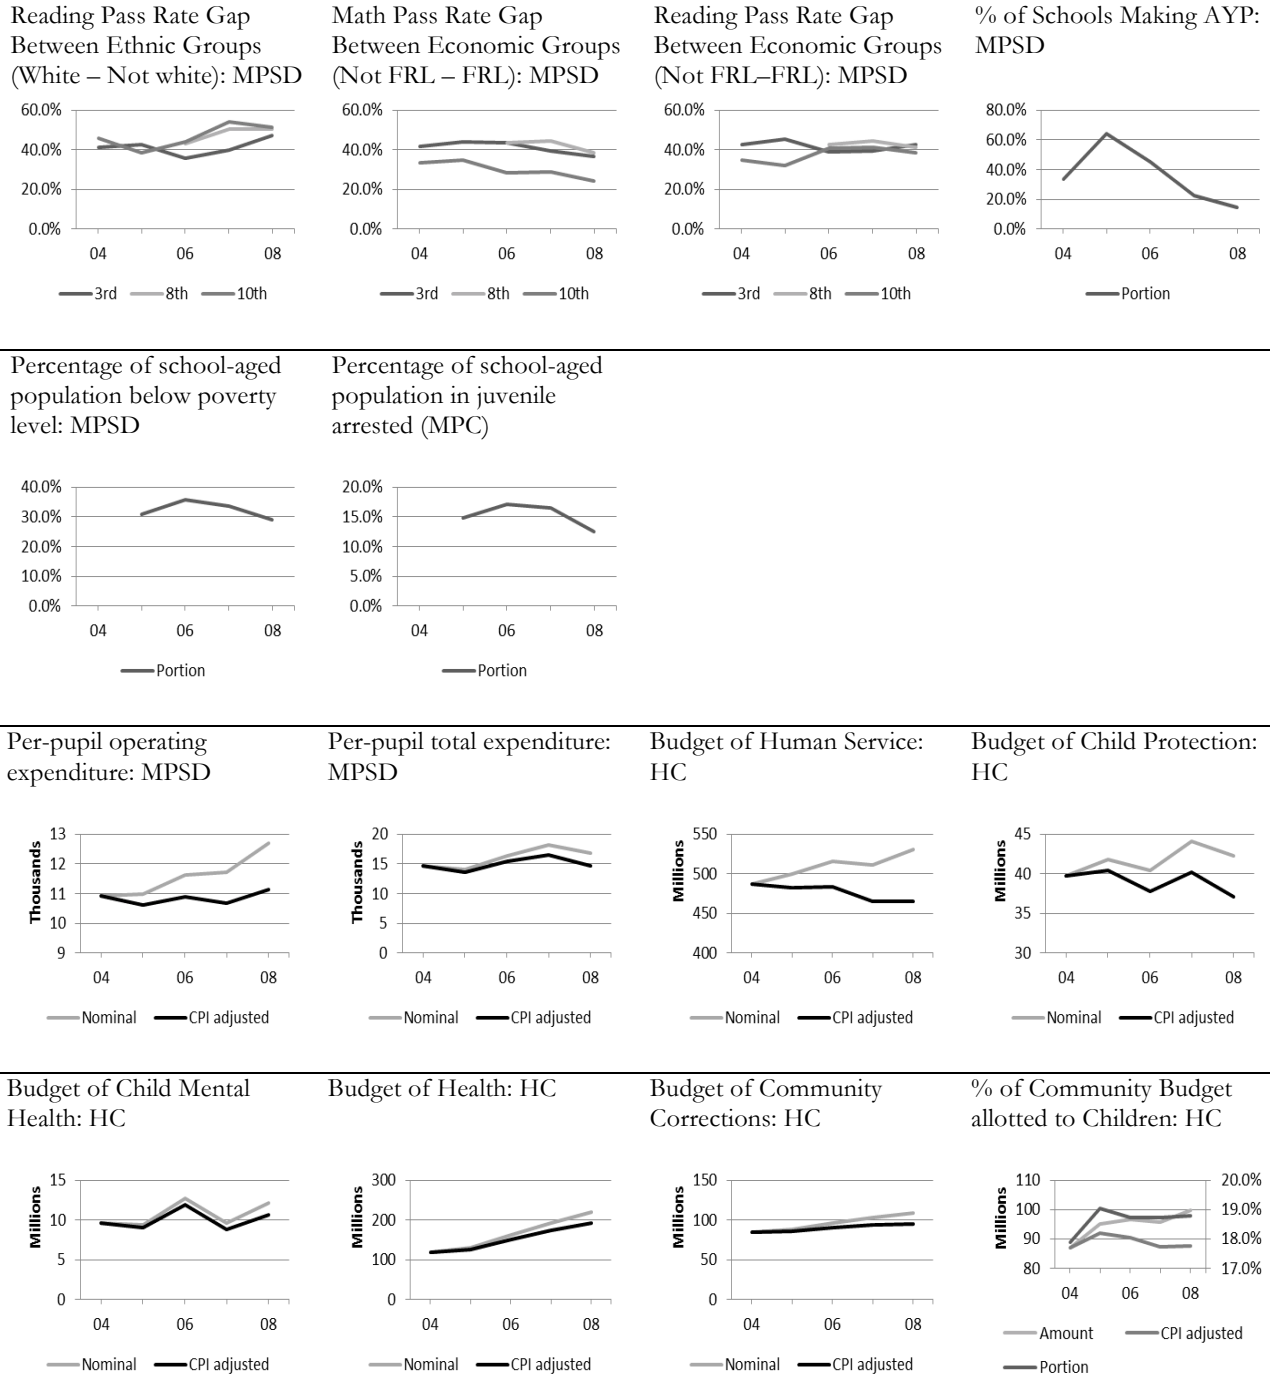 Reading Pass Rate Gap
Between Ethnic Groups
(White – Not white): MPSD
60.0%
40.0%
20.0%
0.0%
04
06
08
3rd
8th
10th
Math Pass Rate Gap
Between Economic Groups
(Not FRL – FRL): MPSD
60.0%
40.0%
20.0%
0.0%
04
06
08
3rd
8th
10th
Reading Pass Rate Gap
Between Economic Groups
(Not FRL–FRL): MPSD
60.0%
40.0%
20.0%
0.0%
04
06
08
3rd
8th
10th
% of Schools Making AYP:
MPSD
80.0%
60.0%
40.0%
20.0%
0.0%
04
06
08
Portion
Percentage of school-aged
population below poverty
level: MPSD
40.0%
30.0%
20.0%
10.0%
0.0%
04
06
08
Portion
Percentage of school-aged
population in juvenile
arrested (MPC)
20.0%
15.0%
10.0%
5.0%
0.0%
04
06
08
Portion
Per-pupil operating
expenditure: MPSD
Thousands
13
12
11
10
9
04
06
08
Nominal
CPI adjusted
Per-pupil total expenditure:
MPSD
Thousands
20
15
10
5
0
04
06
08
Nominal
CPI adjusted
Budget of Human Service:
HC
Millions
550
500
450
400
04
06
08
Nominal
CPI adjusted
Budget of Child Protection:
HC
Millions
45
40
35
30
04
06
08
Nominal
CPI adjusted
Budget of Child Mental
Health: HC
Millions
15
10
5
0
04
06
08
Nominal
CPI adjusted
Budget of Health: HC
Millions
300
200
100
0
04
06
08
Nominal
CPI adjusted
Budget of Community
Corrections: HC
Millions
150
100
50
0
04
06
08
Nominal
CPI adjusted
% of Community Budget
allotted to Children: HC
Millions
110
100
90
80
20.0%
19.0%
18.0%
17.0%
04
06
08
Amount
CPI adjusted
Portion